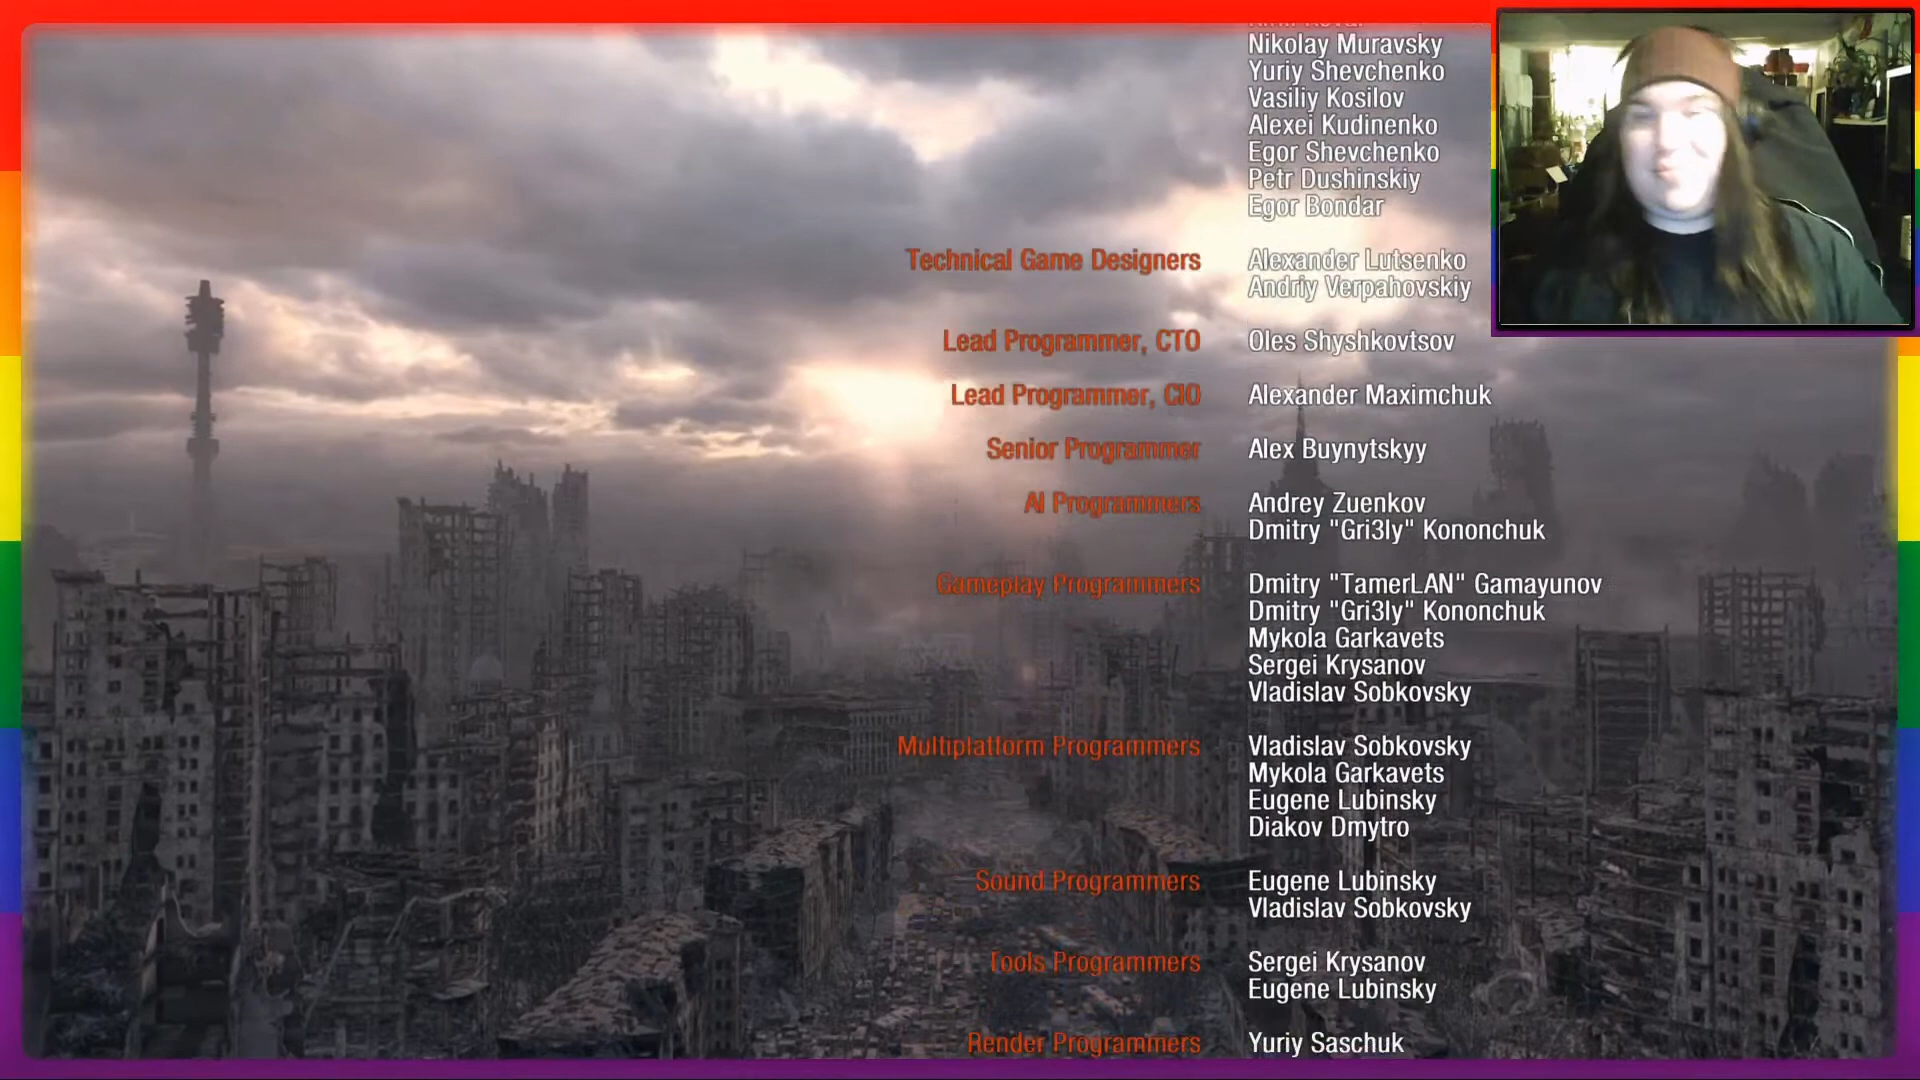 Nikolay Muravsky
Yuriy Shevchenko
Vasiliy Kosilov
Alexei Kudinenko
Egor Shevchenko
Petr Dushinskiy
Egor Bondar
Technical Game Designers Alexander Lutsenko
Andriy Verpahovskiy
Lead Programmer, CTO Oles Shyshkovtsov
Lead Programmer, CIO Alexander Maximchuk
Senior Programmer Alex Buynytskyy
AI Programmers Andrey Zuenkov
Dmitry "Gri3ly" Kononchuk
Gameplay Programmers Dmitry "TamerLAN" Gamayunov
Dmitry "Gri3ly" Kononchuk
Mykola Garkavets
Sergei Krysanov
Vladislav Sobkovsky
Multiplatform Programmers Vladislav Sobkovsky
Mykola Garkavets
Eugene Lubinsky
Diakov Dmytro
Sound Programmers Eugene Lubinsky
Vladislav Sobkovsky
Tools Programmers Sergei Krysanov
Eugene Lubinsky
Render Programmers Yuriy Saschuk